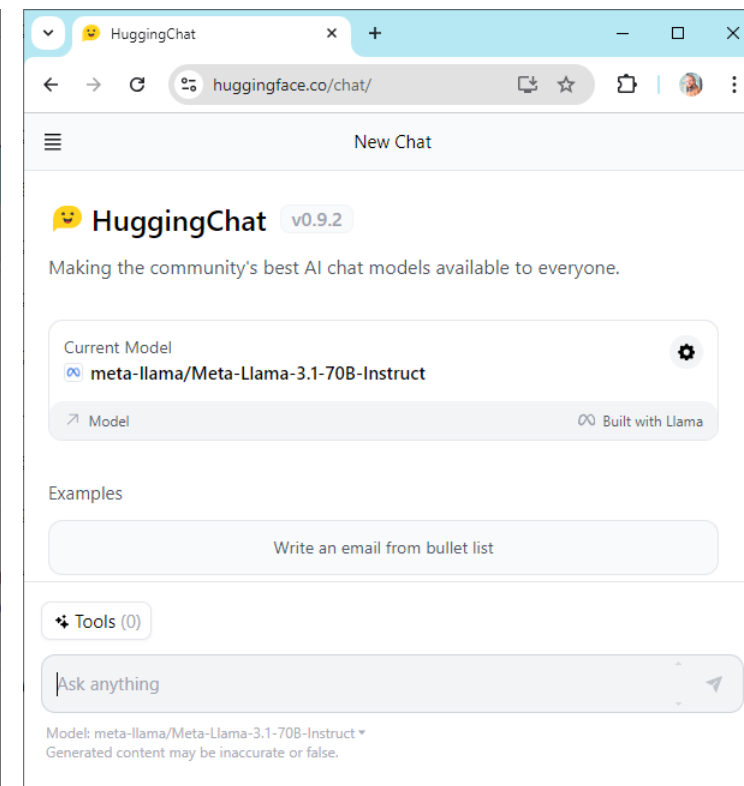 HuggingChat
huggingface.co/chat/
New Chat
HuggingChat v0.9.2
Making the community's best AI chat models available to everyone.
Current Model
meta-llama/Meta-Llama-3.1-70B-Instruct
Model Built with Llama
Examples
Write an email from bullet list
Tools (0)
Ask anything
Model: meta-llama/Meta-Llama-3.1-70B-Instruct
Generated content may be inaccurate or false.